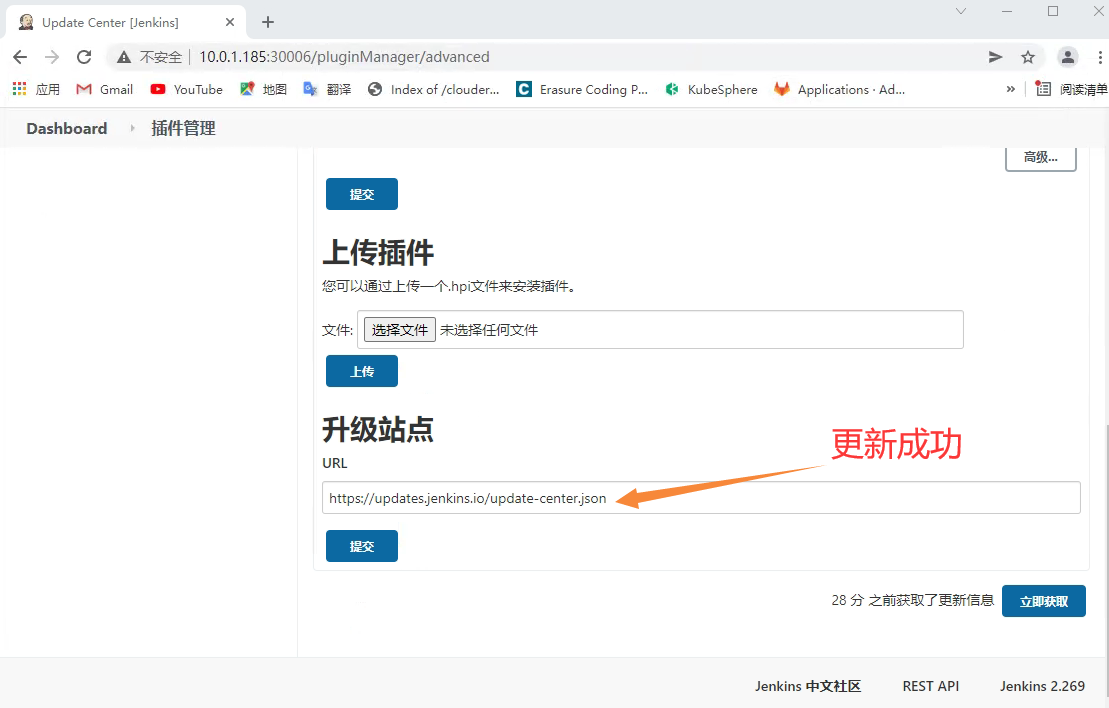 Update Center [Jenkins]
不安全 10.0.1.185:30006/pluginManager/advanced
应用 Gmail YouTube 地图 翻译 Index of /clouder... Erasure Coding P... KubeSphere Applications · Ad... » 阅读清单
Dashboard 插件管理
高级...
提交
上传插件
您可以通过上传一个.hpi文件来安装插件。
文件: 选择文件 未选择任何文件
上传
升级站点
更新成功
URL
https://updates.jenkins.io/update-center.json
提交
28 分 之前获取了更新信息 立即获取
Jenkins 中文社区 REST API Jenkins 2.269